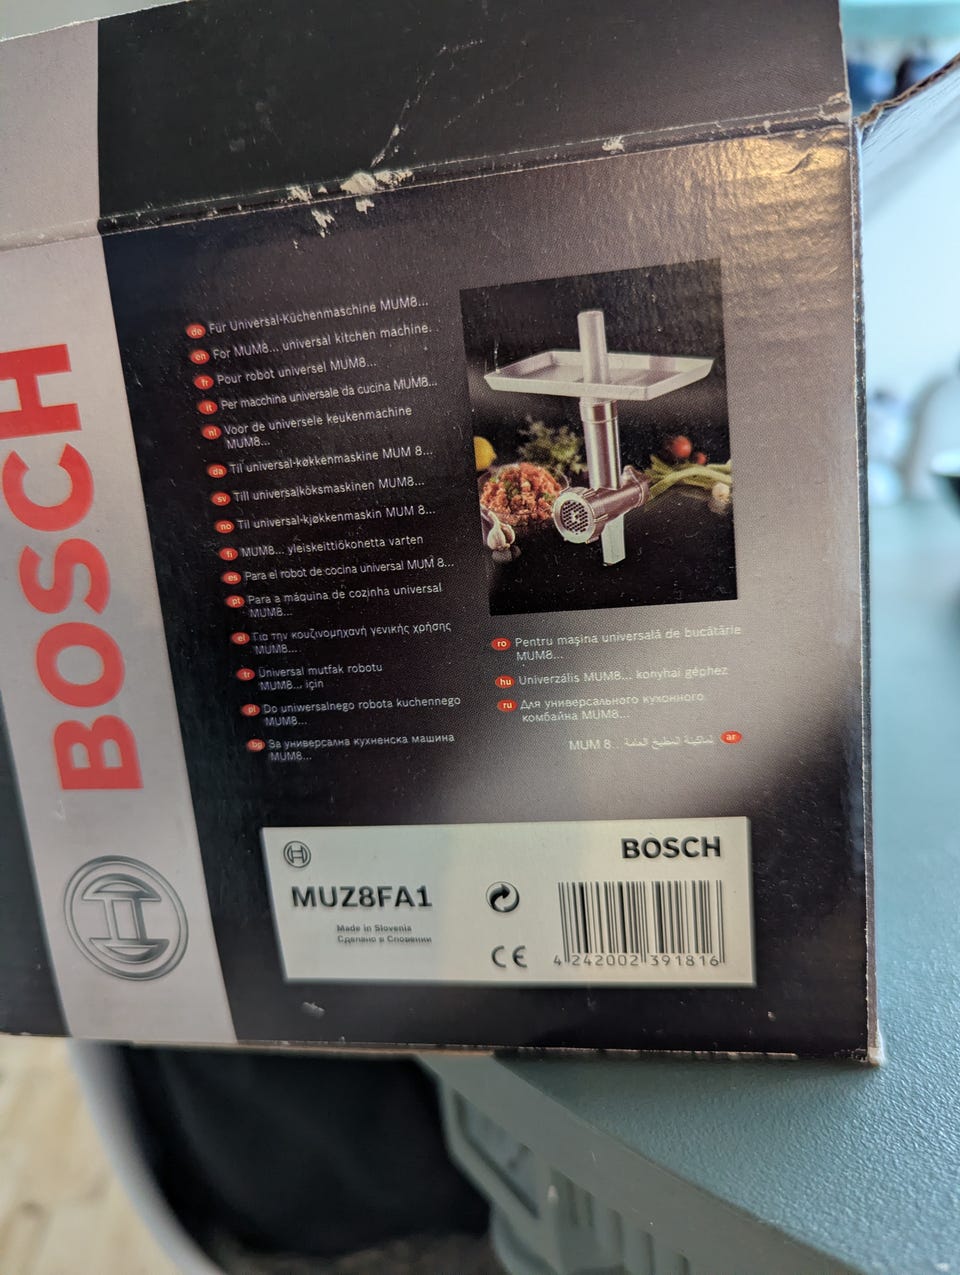 BOSCH
de Für Universal-Küchenmaschine MUM8...
en For MUM8... universal kitchen machine.
fr Pour robot universel MUM8...
it Per macchina universale da cucina MUM8...
nl Voor de universele keukenmachine
MUM8...
da Til universal-køkkenmaskine MUM 8...
sv Till universalköksmaskinen MUM8...
no Til universal-kjøkkenmaskin MUM 8...
fi MUM8... yleiskeittiökonetta varten
es Para el robot de cocina universal MUM 8...
pt Para a máquina de cozinha universal
MUM8...
el Για την κουζινομηχανή γενικής χρήσης
MUM8...
tr Üniversal mutfak robotu
MUM8... için
pl Do uniwersalnego robota kuchennego
MUM8...
bg За универсална кухненска машина
MUM8...
ro Pentru maşina universală de bucătărie
MUM8...
hu Univerzális MUM8... konyhai géphez
ru Для универсального кухонного
комбайна MUM8...
ar لماكينة المطبخ العامة MUM 8...
BOSCH
MUZ8FA1
Made in Slovenia
Сделано в Словении
CE
4 242002 391816